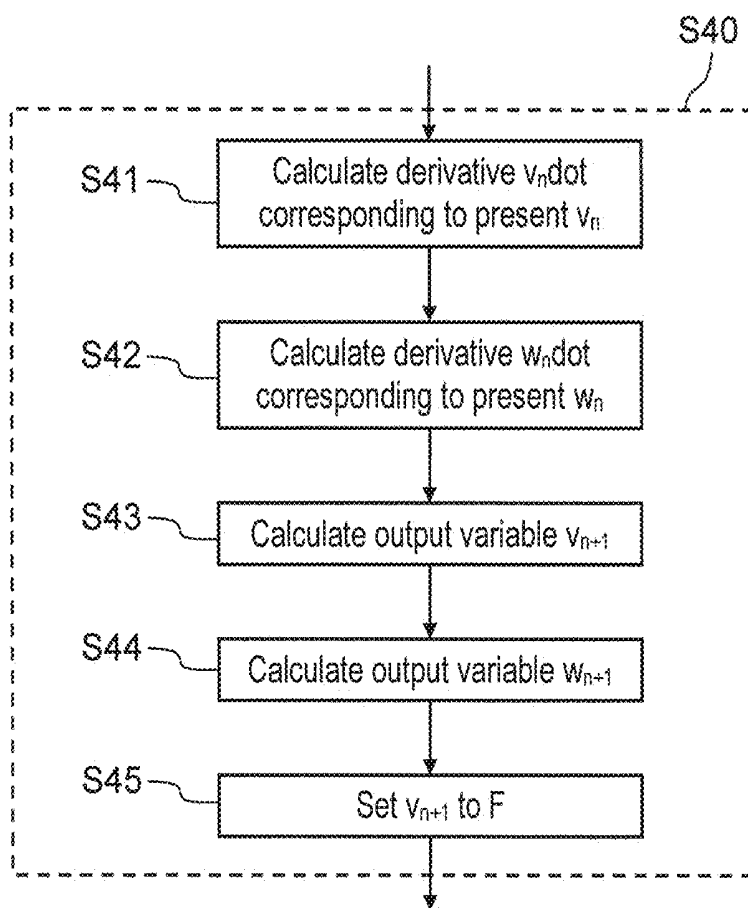 S40
S41
Calculate derivative vₙdot
corresponding to present vₙ
S42
Calculate derivative wₙdot
corresponding to present wₙ
S43
Calculate output variable vₙ₊₁
S44
Calculate output variable wₙ₊₁
S45
Set vₙ₊₁ to F